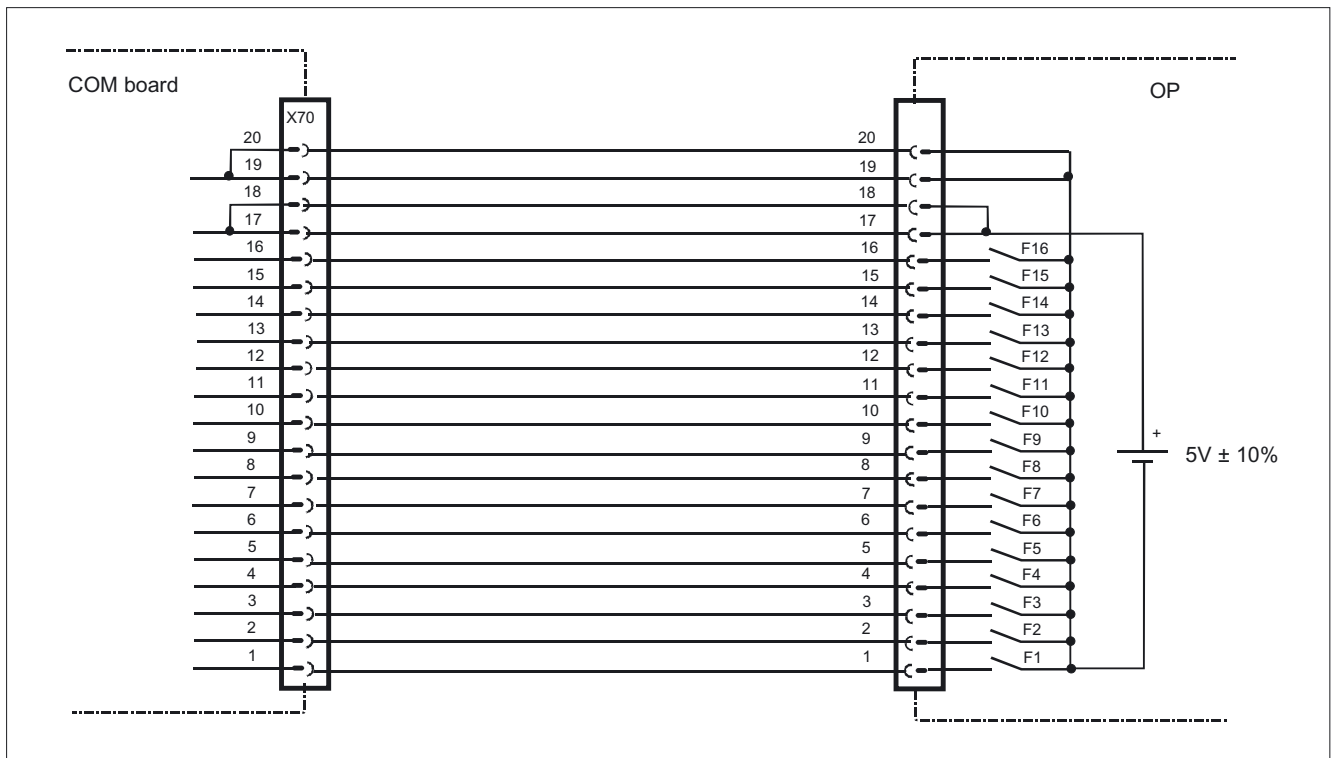 COM board
OP
X70
20 20
19 19
18 18
17 17
16 16 F16
15 15 F15
14 14 F14
13 13 F13
12 12 F12
11 11 F11
10 10 F10
9 9 F9
+
5V ± 10%
8 8 F8
7 7 F7
6 6 F6
5 5 F5
4 4 F4
3 3 F3
2 2 F2
1 1 F1